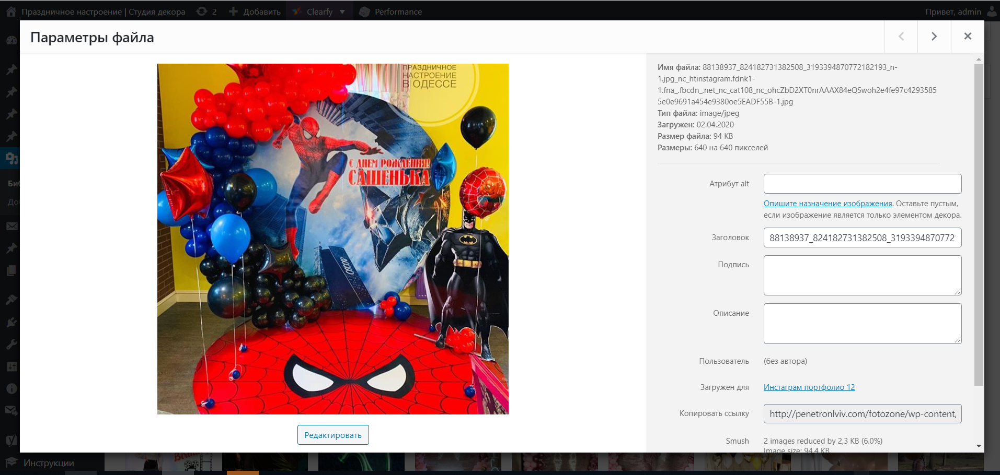 Праздничное настроение | Студия декора
2
Добавить
Clearfy
Performance
Привет, admin
Параметры файла
ПРАЗДНИЧНОЕ
НАСТРОЕНИЕ
В ОДЕССЕ
С ДНЕМ РОЖДЕНИЯ!
САШЕНЬКА
OSCORP
BATMAN
Редактировать
Имя файла: 88138937_824182731382508_3193394870772182193_n-
1.jpg_nc_htinstagram.fdnk1-
1.fna_.fbcdn_.net_nc_cat108_nc_ohcZbD2XT0nrAAAX84eQSwoh2e4fe97c4293585
5e0e9691a454e9380oe5EADF55B-1.jpg
Тип файла: image/jpeg
Загружен: 02.04.2020
Размер файла: 94 KB
Размеры: 640 на 640 пикселей
Атрибут alt
Опишите назначение изображения. Оставьте пустым,
если изображение является только элементом декора.
Заголовок
88138937_824182731382508_3193394870772
Подпись
Описание
Пользователь
(без автора)
Загружен для
Инстаграм портфолио 12
Копировать ссылку
http://penetronlviv.com/fotozone/wp-content/
Smush
2 images reduced by 2,3 KB (6.0%)
Image size: 94,4 KB
Инструкции